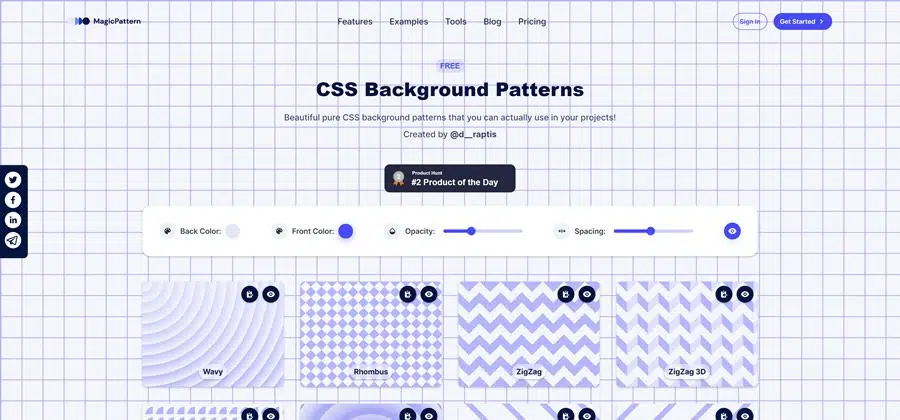 MagicPattern
Features Examples Tools Blog Pricing
Sign in
Get Started
FREE
CSS Background Patterns
Beautiful pure CSS background patterns that you can actually use in your projects!
Created by @d__raptis
Product Hunt
#2 Product of the Day
Back Color: Front Color: Opacity: Spacing:
Wavy
Rhombus
ZigZag
ZigZag 3D